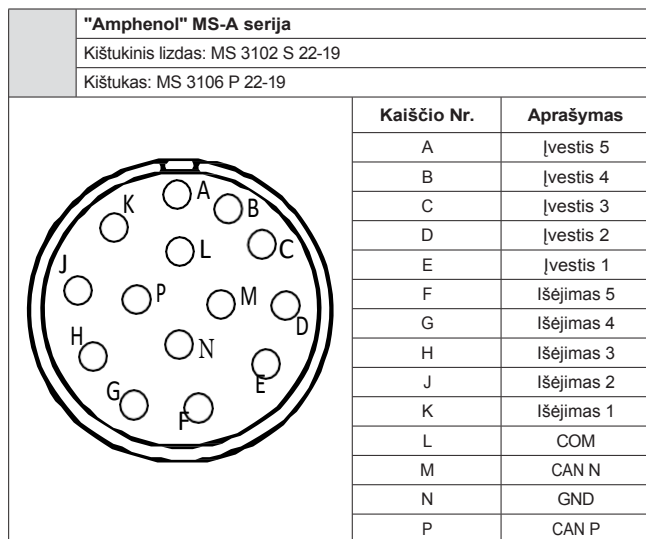 "Amphenol" MS-A serija
Kištukinis lizdas: MS 3102 S 22-19
Kištukas: MS 3106 P 22-19
Kaiščio Nr. Aprašymas
A Įvestis 5
B Įvestis 4
C Įvestis 3
D Įvestis 2
E Įvestis 1
F Išėjimas 5
G Išėjimas 4
H Išėjimas 3
J Išėjimas 2
K Išėjimas 1
L COM
M CAN N
N GND
P CAN P
A
B
K
C
L
J
P
M
D
H
N
E
G
F